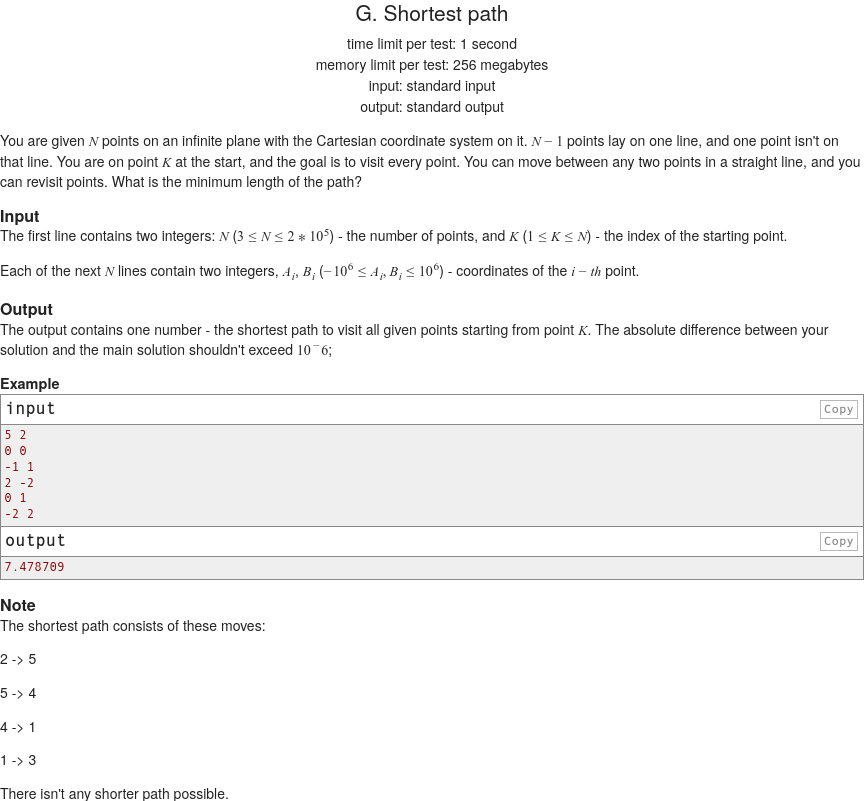 G. Shortest path
time limit per test: 1 second
memory limit per test: 256 megabytes
input: standard input
output: standard output
You are given N points on an infinite plane with the Cartesian coordinate system on it. N − 1 points lay on one line, and one point isn't on
that line. You are on point K at the start, and the goal is to visit every point. You can move between any two points in a straight line, and you
can revisit points. What is the minimum length of the path?
Input
The first line contains two integers: N (3 ≤ N ≤ 2 * 10^5) - the number of points, and K (1 ≤ K ≤ N) - the index of the starting point.
Each of the next N lines contain two integers, A_i, B_i (−10^6 ≤ A_i, B_i ≤ 10^6) - coordinates of the i − th point.
Output
The output contains one number - the shortest path to visit all given points starting from point K. The absolute difference between your
solution and the main solution shouldn't exceed 10^−6;
Example
input
Copy
5 2
0 0
-1 1
2 -2
0 1
-2 2
output
Copy
7.478709
Note
The shortest path consists of these moves:
2 -> 5
5 -> 4
4 -> 1
1 -> 3
There isn't any shorter path possible.